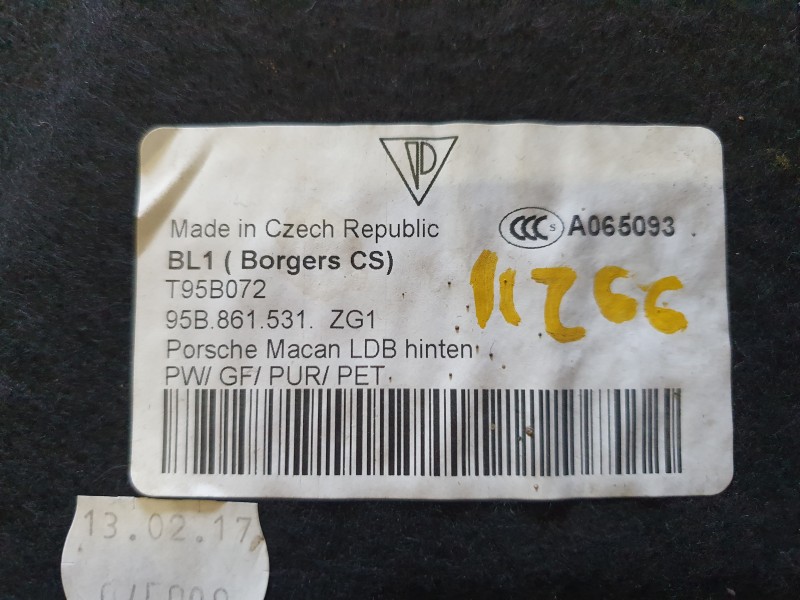 Made in Czech Republic
CCC S A065093
BL1 ( Borgers CS)
T95B072
95B.861.531. ZG1
Porsche Macan LDB hinten
PW/ GF/ PUR/ PET
13.02.17